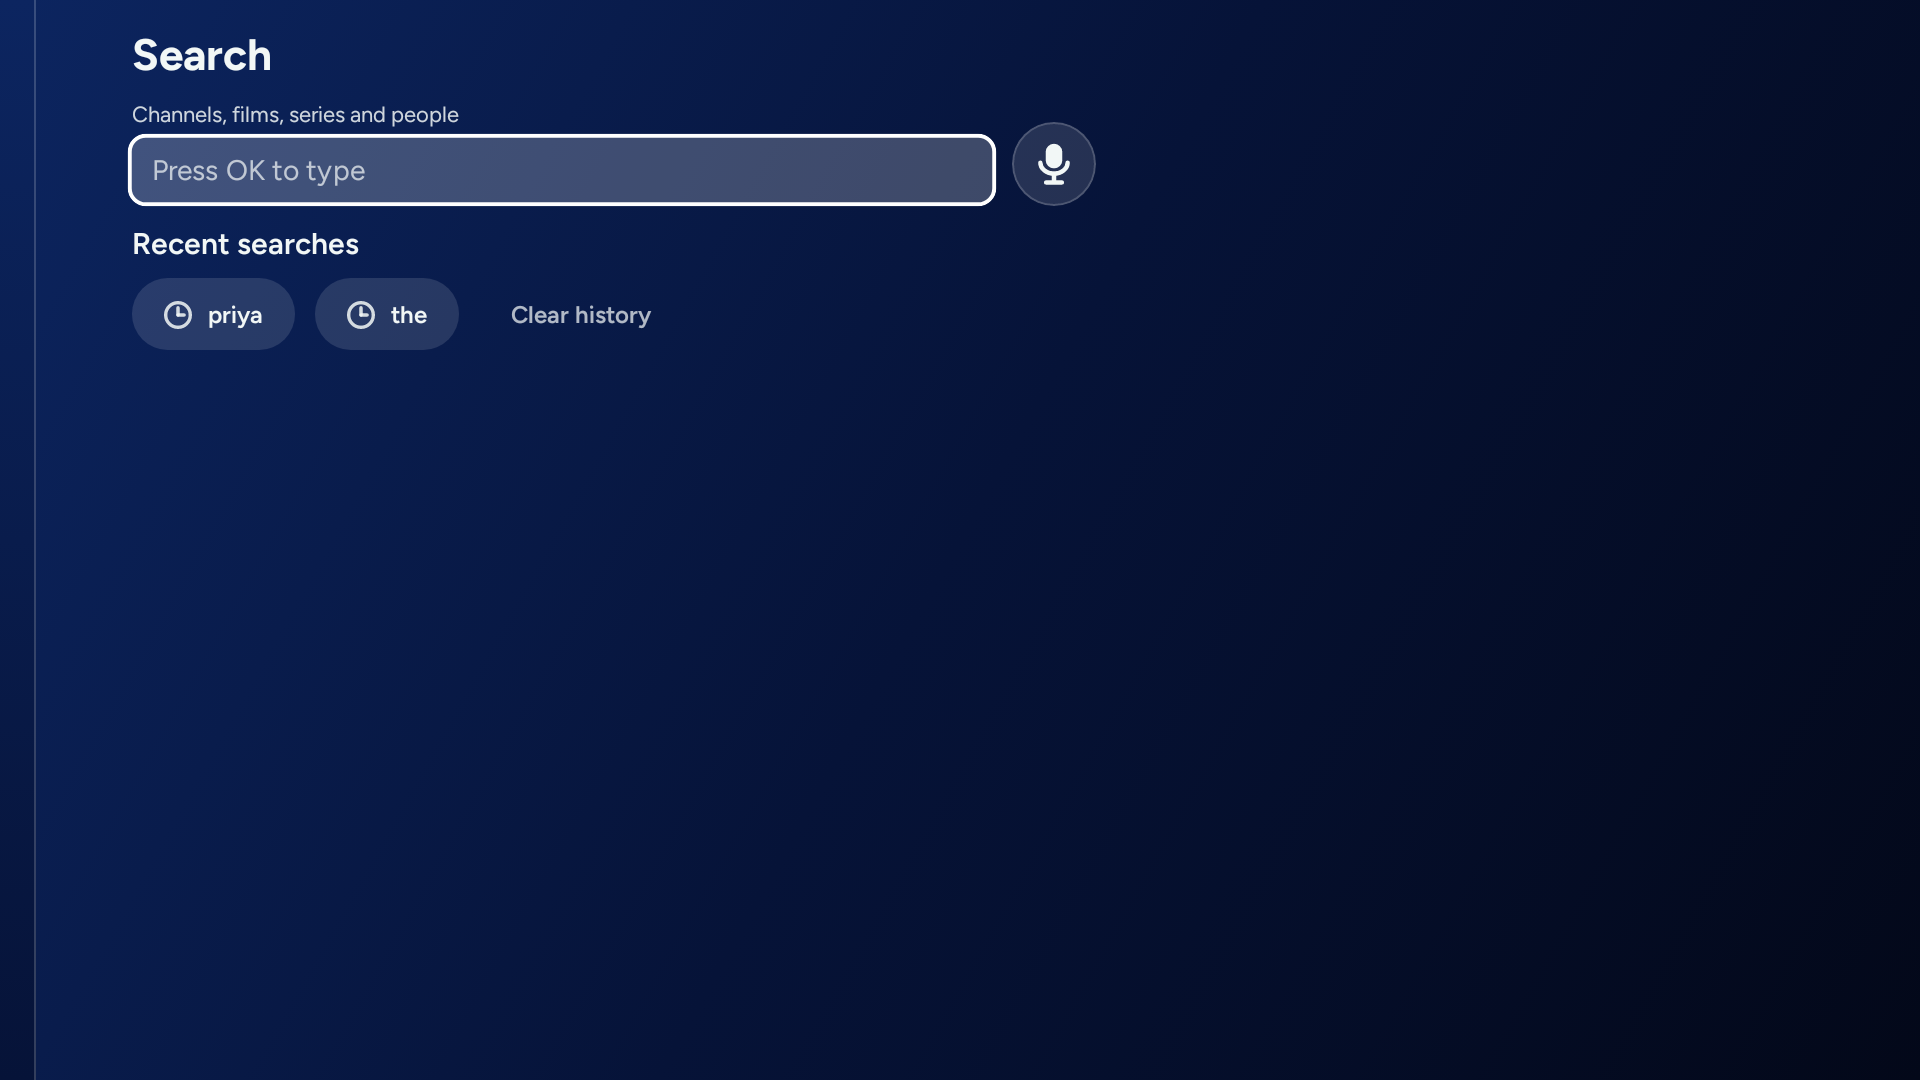 Search
Channels, films, series and people
Press OK to type
Recent searches
priya the Clear history